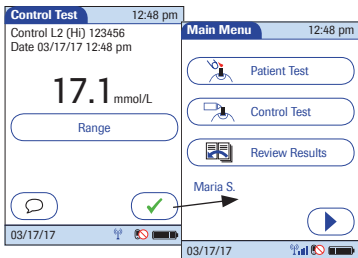 Control Test 12:48 pm
Control L2 (Hi) 123456
Date 03/17/17 12:48 pm
17.1 mmol/L
Range
03/17/17
Main Menu 12:48 pm
Patient Test
Control Test
Review Results
Maria S.
03/17/17